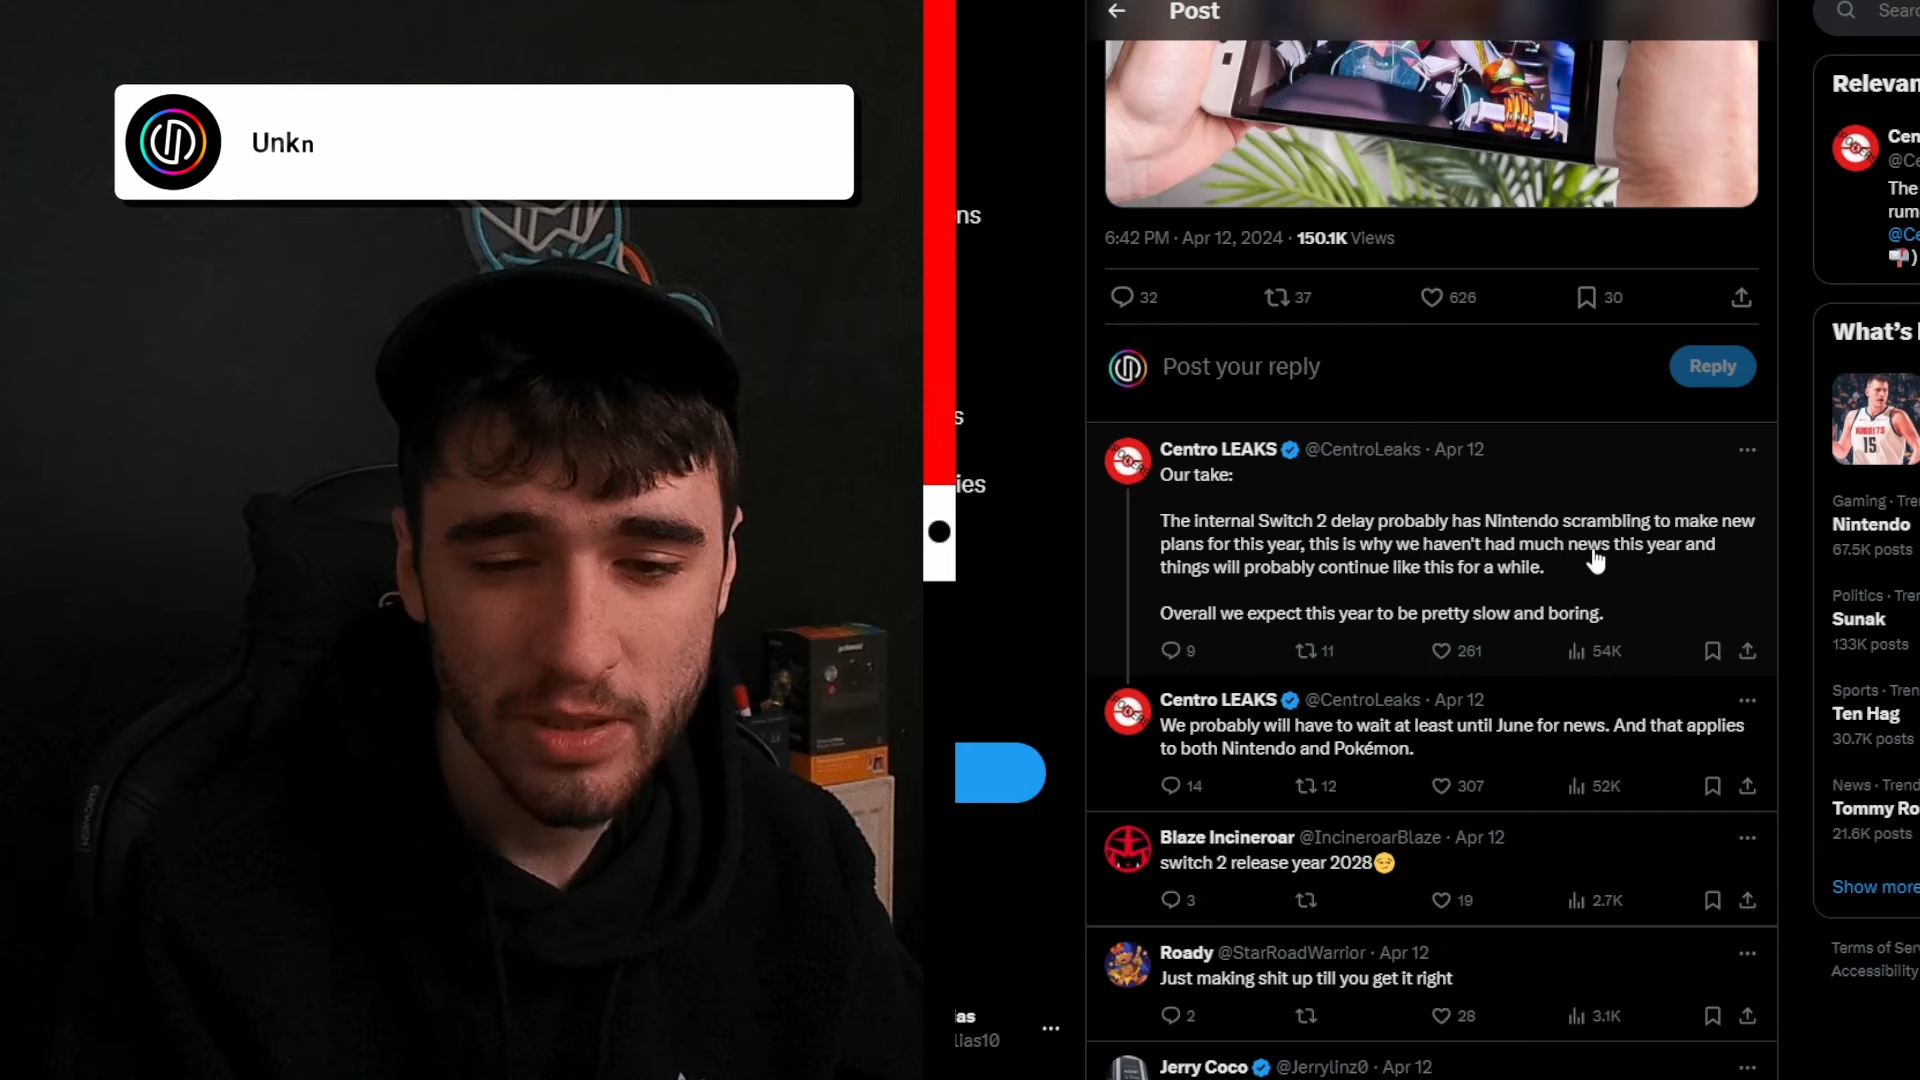 Unkn
ns
s
ies
ias
lias10
Post
6:42 PM · Apr 12, 2024 · 150.1K Views
32 37 626 30
Post your reply
Reply
Centro LEAKS @CentroLeaks · Apr 12
Our take:
The internal Switch 2 delay probably has Nintendo scrambling to make new
plans for this year, this is why we haven't had much news this year and
things will probably continue like this for a while.
Overall we expect this year to be pretty slow and boring.
9 11 261 54K
Centro LEAKS @CentroLeaks · Apr 12
We probably will have to wait at least until June for news. And that applies
to both Nintendo and Pokémon.
14 12 307 52K
Blaze Incineroar @IncineroarBlaze · Apr 12
switch 2 release year 2028😏
3 19 2.7K
Roady @StarRoadWarrior · Apr 12
Just making shit up till you get it right
2 28 3.1K
Jerry Coco @Jerrylinz0 · Apr 12
Sear
Relevan
Cen
@Ce
The
rum
@Ce
)
What's
NUGGETS
15
Gaming · Tre
Nintendo
67.5K posts
Politics · Tre
Sunak
133K posts
Sports · Tren
Ten Hag
30.7K posts
News · Trend
Tommy Ro
21.6K posts
Show more
Terms of Ser
Accessibility